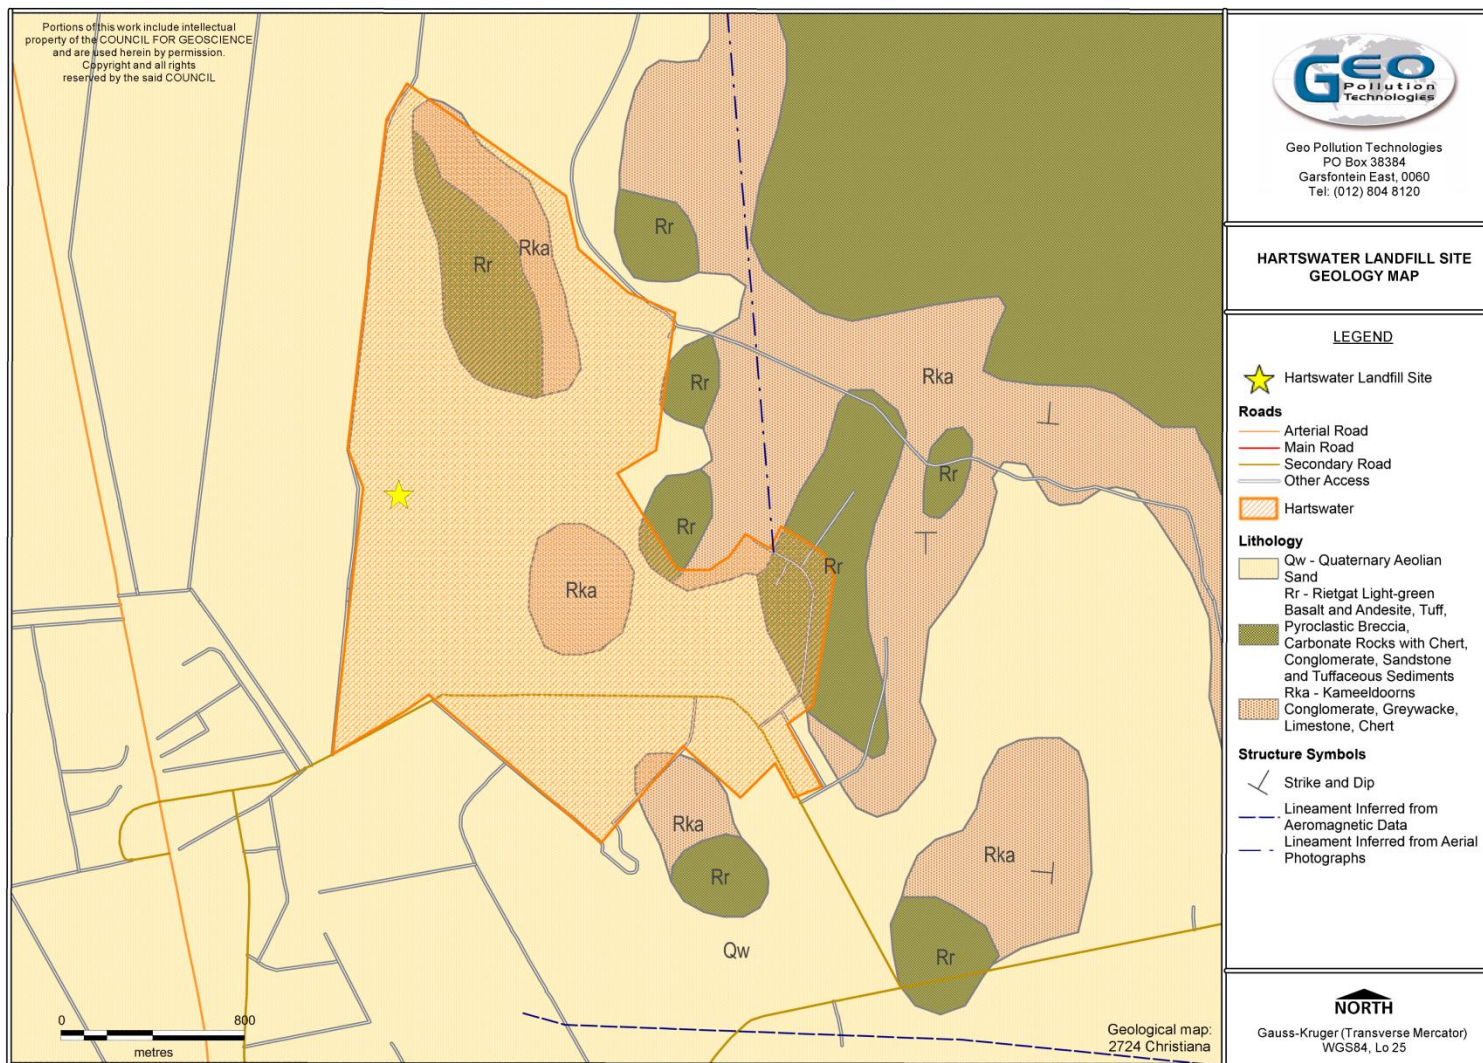 Portions of this work include intellectual
property of the COUNCIL FOR GEOSCIENCE
and are used herein by permission.
Copyright and all rights
reserved by the said COUNCIL
Rr
Rka
Rr
Rka
Rr
Rr
Rr
Rka
Rr
Rka
Rr
Rka
Rr
Qw
0
800
metres
Geological map:
2724 Christiana
GEO
Pollution
Technologies
Geo Pollution Technologies
PO Box 38384
Garsfontein East, 0060
Tel: (012) 804 8120
HARTSWATER LANDFILL SITE
GEOLOGY MAP
LEGEND
Hartswater Landfill Site
Roads
Arterial Road
Main Road
Secondary Road
Other Access
Hartswater
Lithology
Qw - Quaternary Aeolian
Sand
Rr - Rietgat Light-green
Basalt and Andesite, Tuff,
Pyroclastic Breccia,
Carbonate Rocks with Chert,
Conglomerate, Sandstone
and Tuffaceous Sediments
Rka - Kameeldoorns
Conglomerate, Greywacke,
Limestone, Chert
Structure Symbols
Strike and Dip
Lineament Inferred from
Aeromagnetic Data
Lineament Inferred from Aerial
Photographs
NORTH
Gauss-Kruger (Transverse Mercator)
WGS84, Lo 25
Rka
Rr